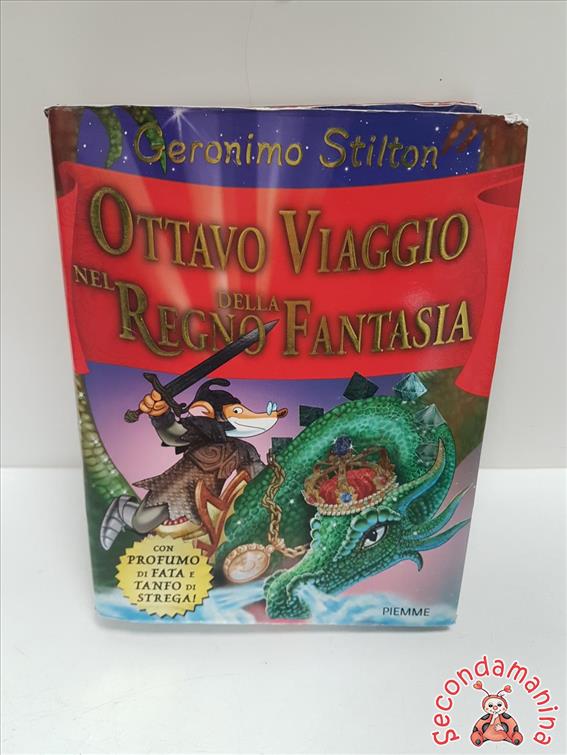 Geronimo Stilton
OTTAVO VIAGGIO
NEL REGNO DELLA FANTASIA
CON
PROFUMO
DI FATA E
TANFO DI
STREGA!
PIEMME
Secondamanina